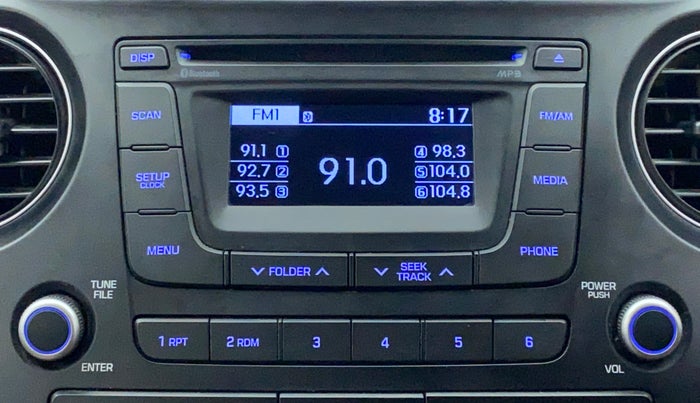 DISP
Bluetooth
MP3
SCAN
FM/AM
FM1
8:17
91.1 1
4 98.3
92.7 2
91.0
5 104.0
93.5 3
6 104.8
SETUP
CLOCK
MEDIA
MENU
FOLDER
SEEK
TRACK
PHONE
TUNE
FILE
POWER
PUSH
1 RPT
2 RDM
3
4
5
6
ENTER
VOL